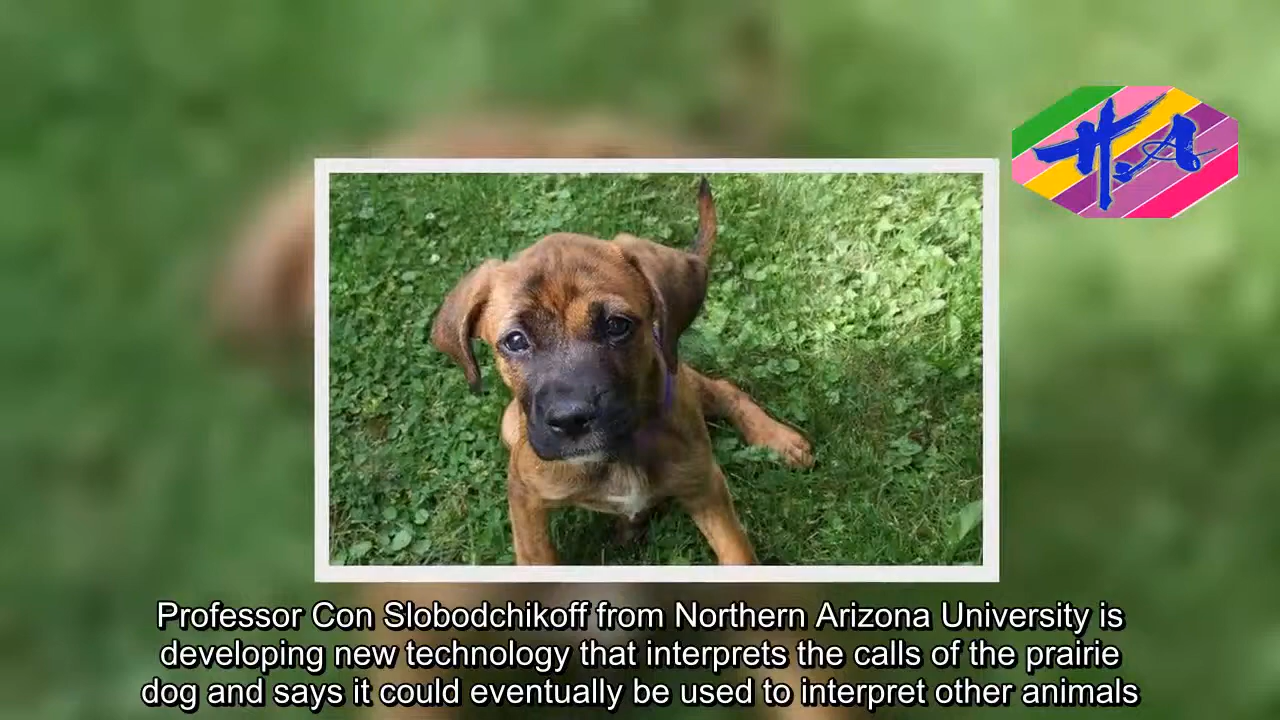 H.A
Professor Con Slobodchikoff from Northern Arizona University is
developing new technology that interprets the calls of the prairie
dog and says it could eventually be used to interpret other animals